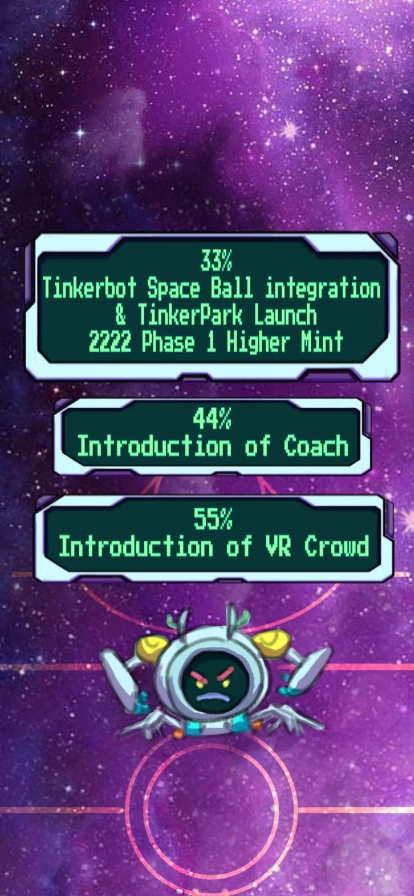 33%
Tinkerbot Space Ball integration
& TinkerPark Launch
2222 Phase 1 Higher Mint
44%
Introduction of Coach
55%
Introduction of VR Crowd